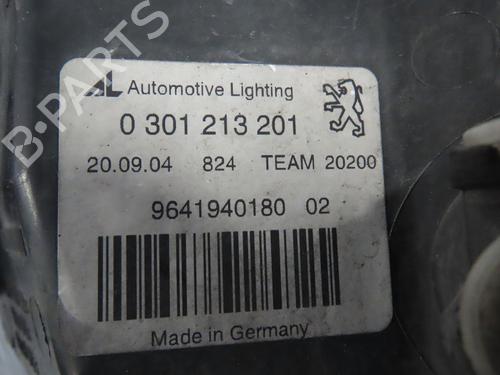 B-PARTS
AL Automotive Lighting
0 301 213 201
20.09.04 824 TEAM 20200
9641940180 02
Made in Germany